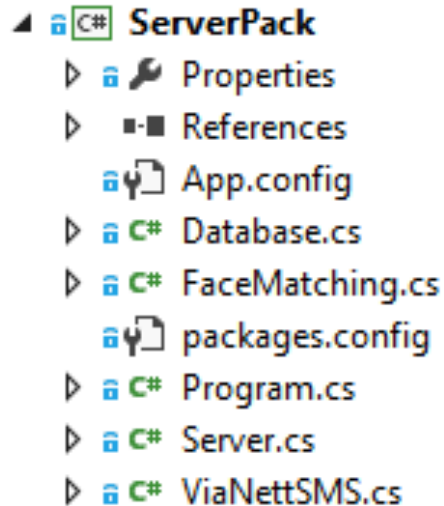 C# ServerPack
Properties
References
App.config
C# Database.cs
C# FaceMatching.cs
packages.config
C# Program.cs
C# Server.cs
C# ViaNettSMS.cs